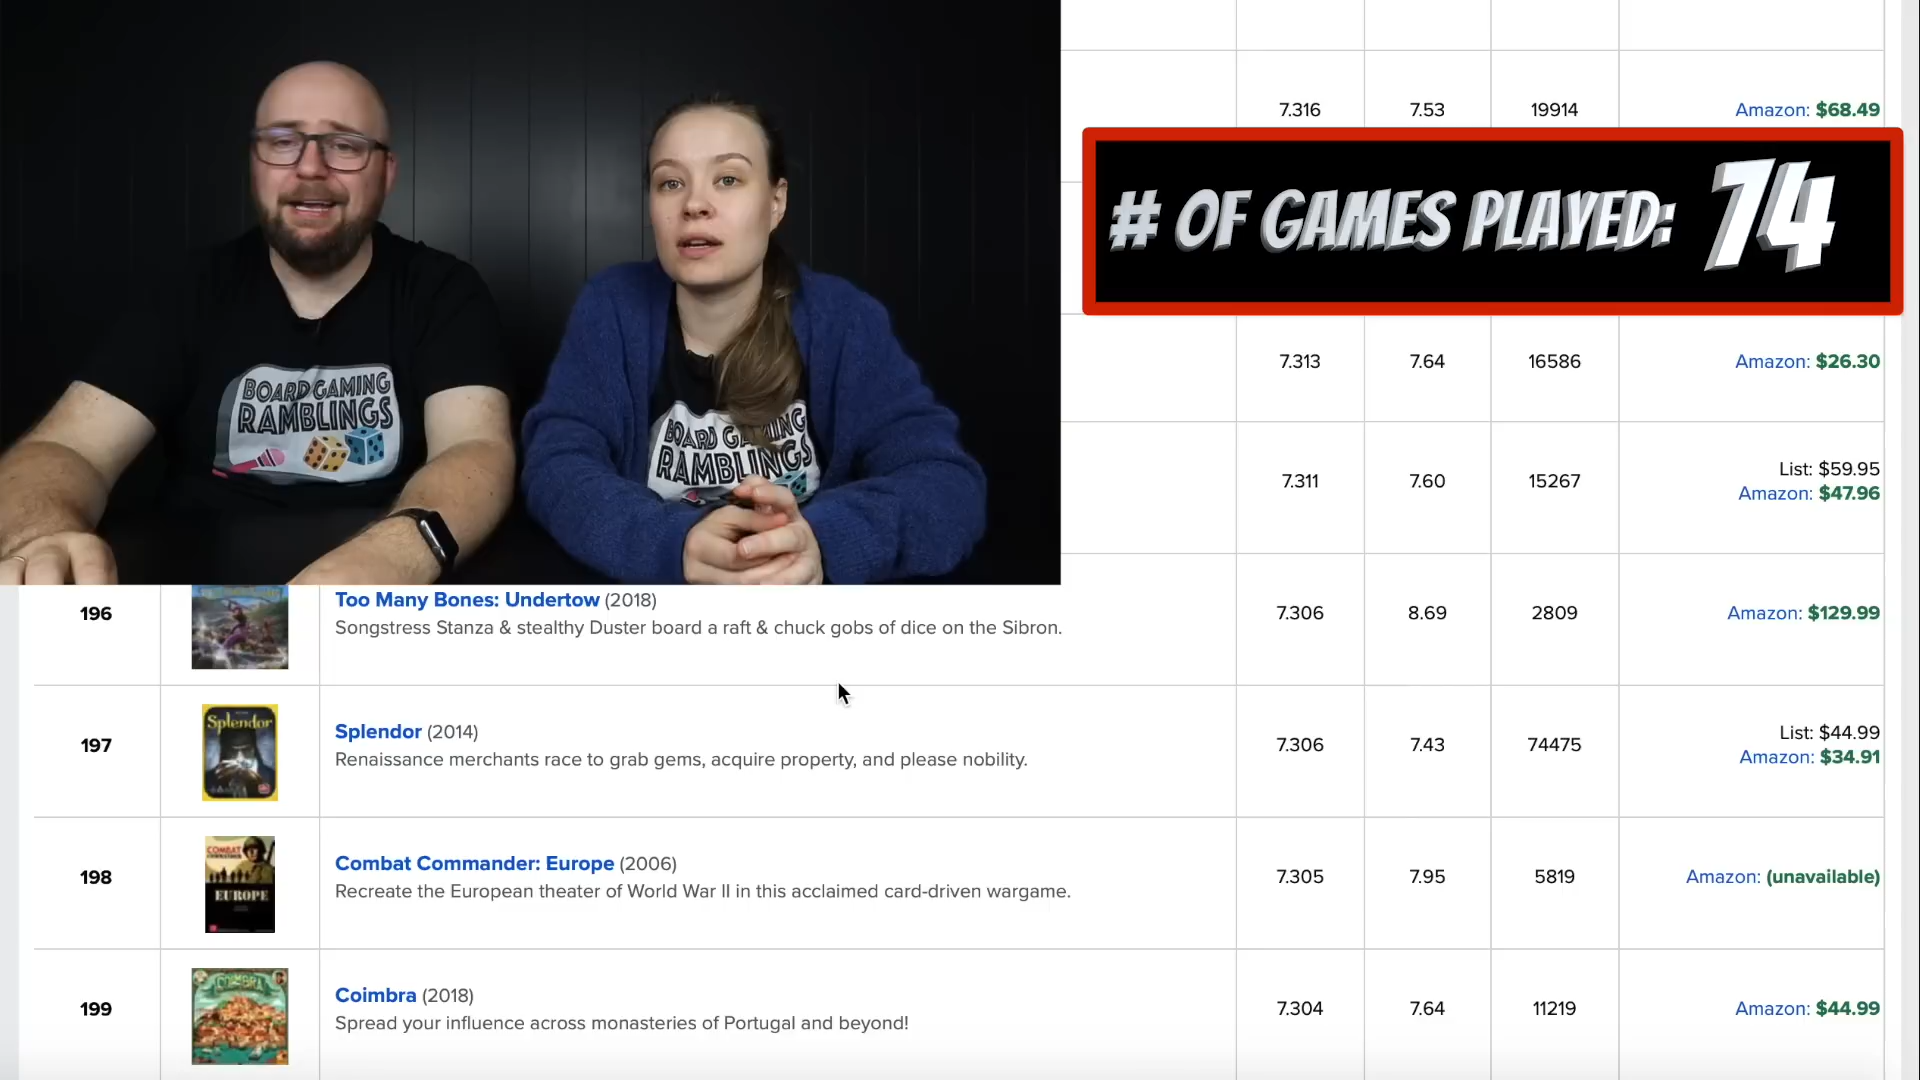 7.316 7.53 19914 Amazon: $68.49
# OF GAMES PLAYED: 74
BOARD GAMING
RAMBLINGS
BOARD GAMING
RAMBLINGS
7.313 7.64 16586 Amazon: $26.30
List: $59.95
7.311 7.60 15267 Amazon: $47.96
Too Many Bones: Undertow (2018)
196 7.306 8.69 2809 Amazon: $129.99
Songstress Stanza & stealthy Duster board a raft & chuck gobs of dice on the Sibron.
Splendor
Splendor (2014) List: $44.99
197 7.306 7.43 74475 Amazon: $34.91
Renaissance merchants race to grab gems, acquire property, and please nobility.
COMBAT
COMMANDER
EUROPE
Combat Commander: Europe (2006)
198 7.305 7.95 5819 Amazon: (unavailable)
Recreate the European theater of World War II in this acclaimed card-driven wargame.
COIMBRA
Coimbra (2018)
199 7.304 7.64 11219 Amazon: $44.99
Spread your influence across monasteries of Portugal and beyond!